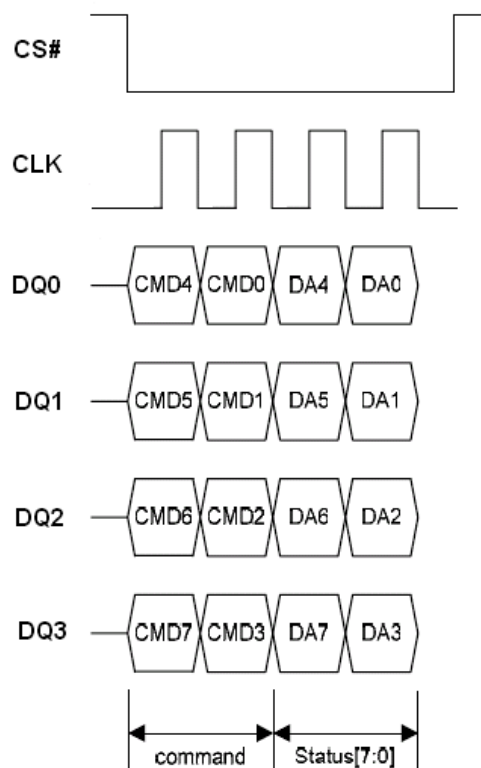 CS#
CLK
DQ0 CMD4 CMD0 DA4 DA0
DQ1 CMD5 CMD1 DA5 DA1
DQ2 CMD6 CMD2 DA6 DA2
DQ3 CMD7 CMD3 DA7 DA3
command Status[7:0]